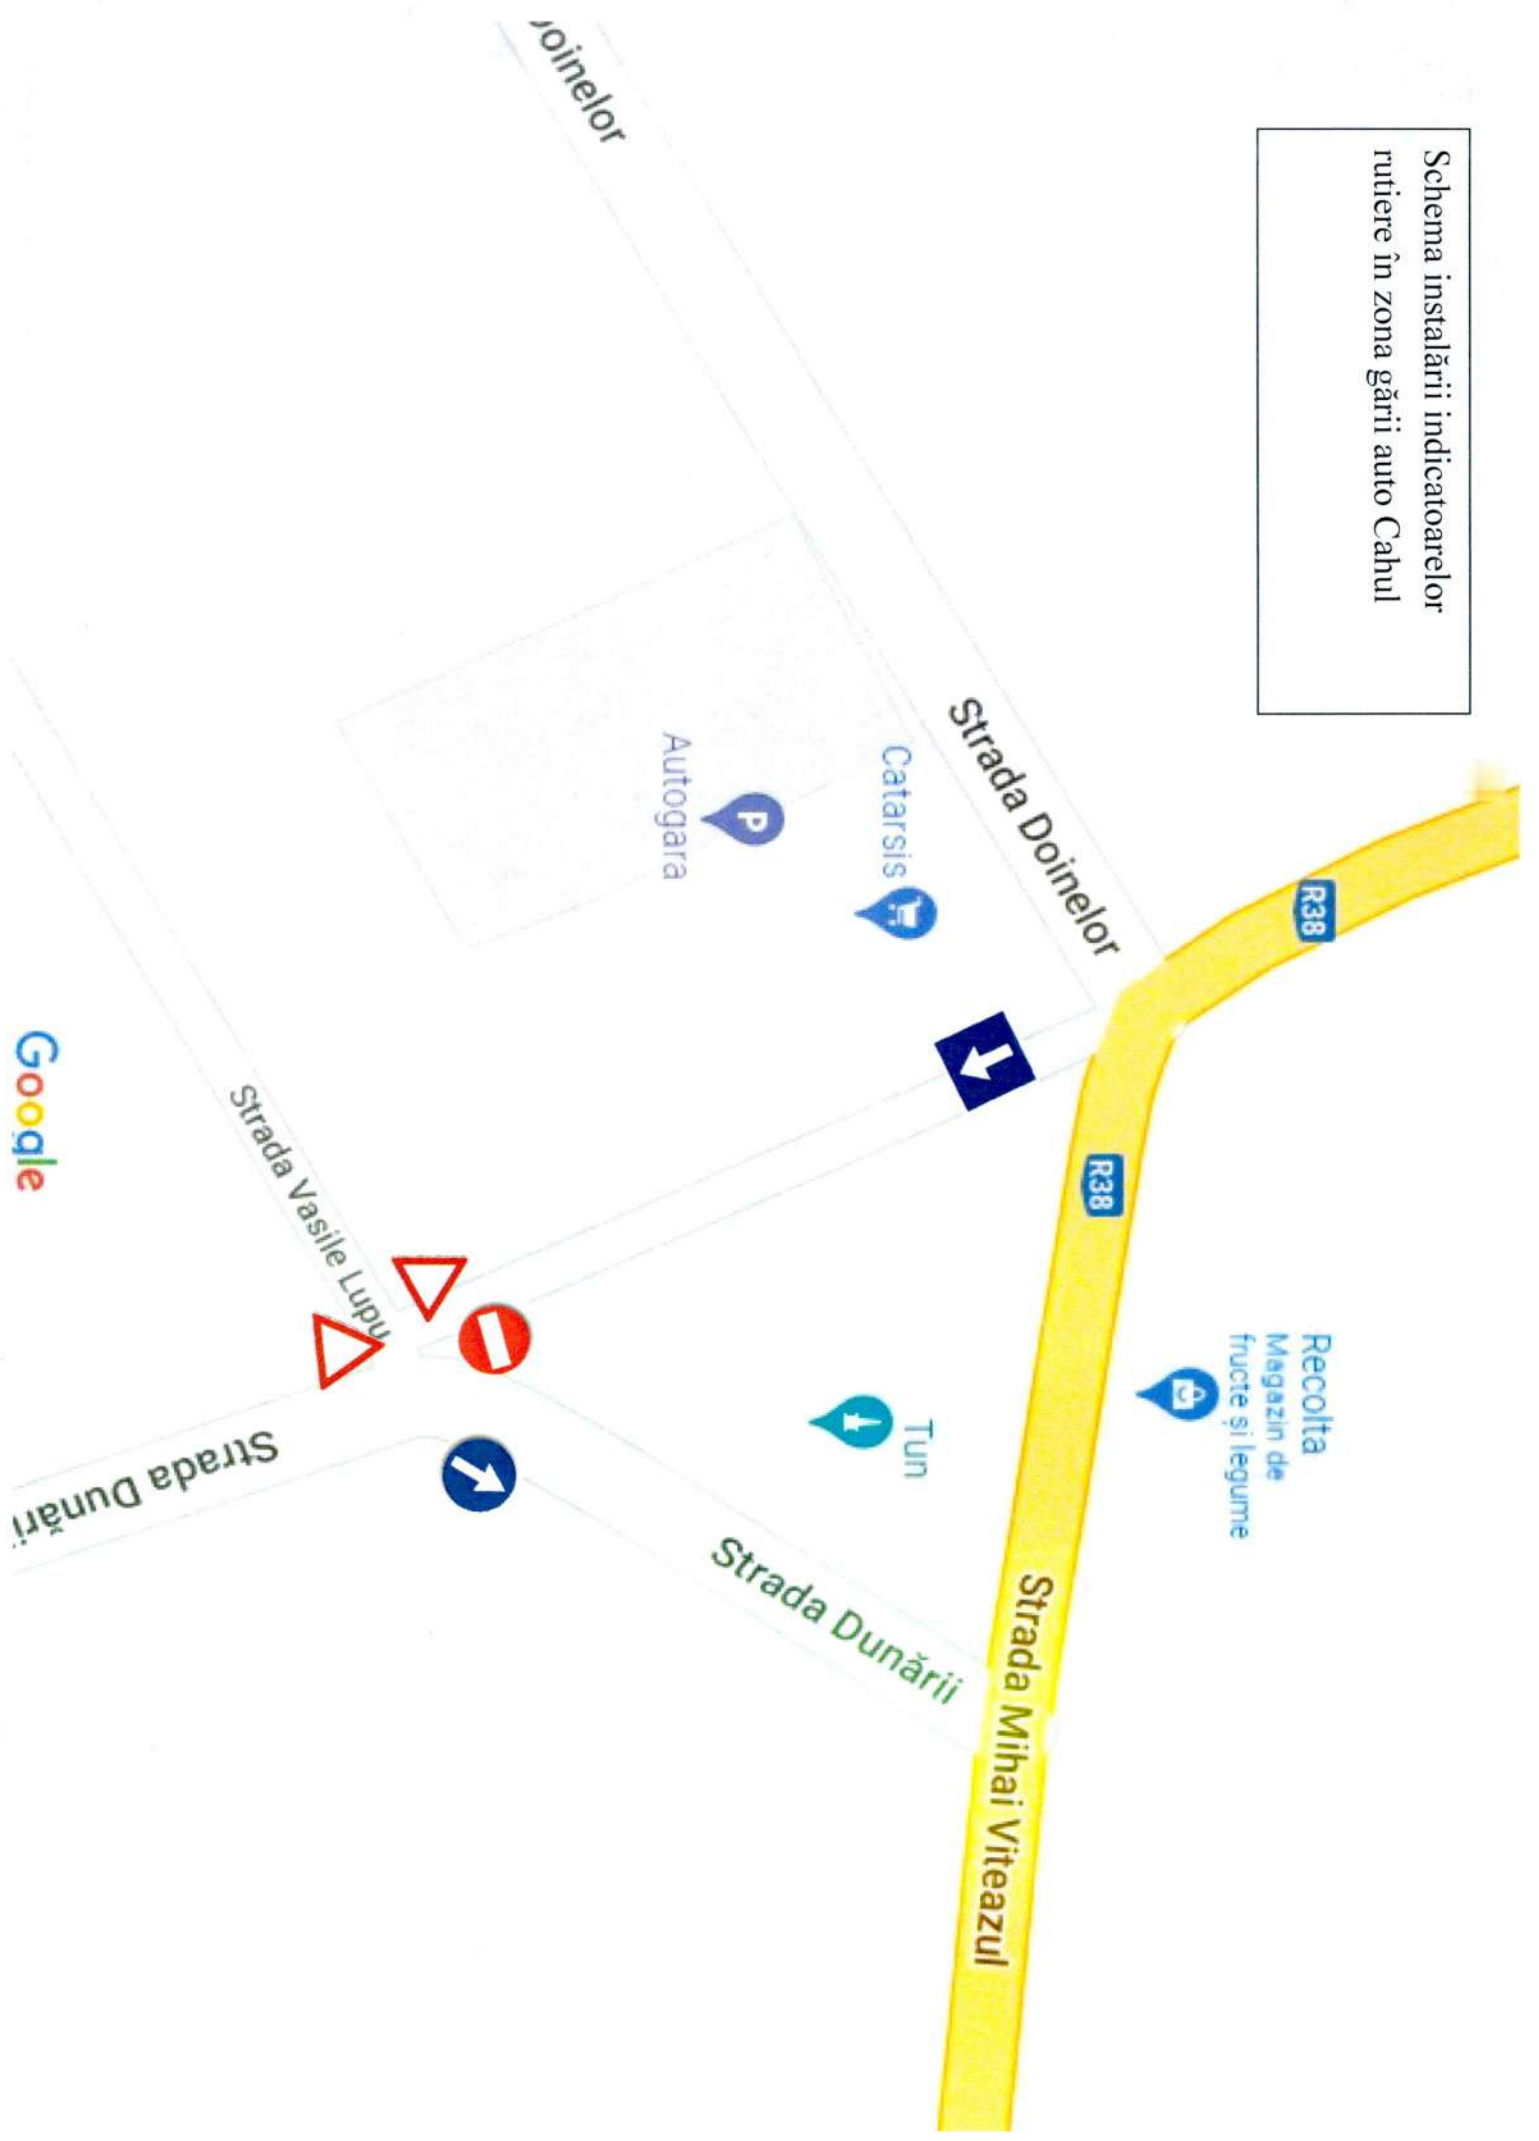 Schema instalării indicatoarelor
rutiere în zona gării auto Cahul
R38
R38
Recolta
Magazin de
fructe și legume
Strada Doinelor
Catarsis
Tun
Strada Mihai Viteazul
P
Autogara
Strada Dunării
oinelor
Strada Vasile Lupu
Strada Dunării
Google